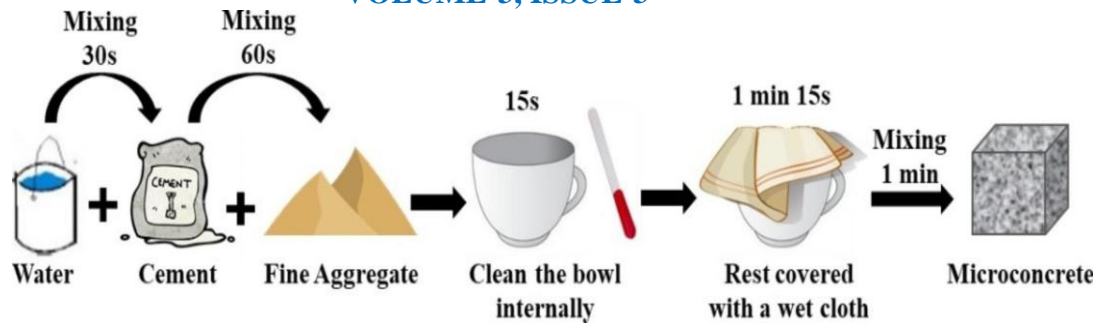 Mixing
30s
Mixing
60s
15s
1 min 15s
Mixing
1 min
CEMENT
Water
Cement
Fine Aggregate
Clean the bowl
internally
Rest covered
with a wet cloth
Microconcrete